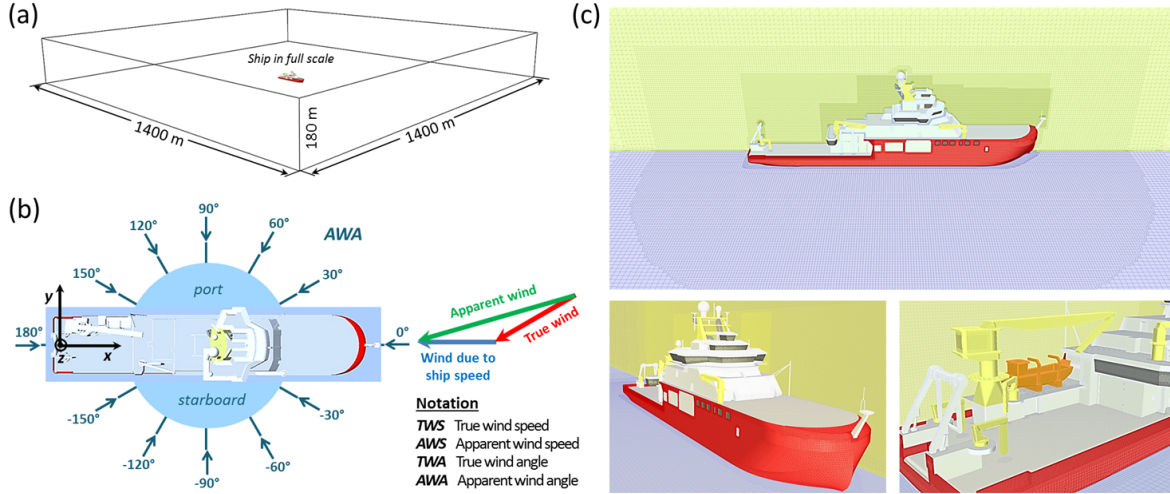 (a)
Ship in full scale
1400 m
180 m
1400 m
(b)
90°
120°
60°
AWA
150°
30°
port
y
180°
z
x
0°
starboard
-150°
-30°
-120°
-60°
-90°
Apparent wind
True wind
Wind due to
ship speed
Notation
TWS True wind speed
AWS Apparent wind speed
TWA True wind angle
AWA Apparent wind angle
(c)